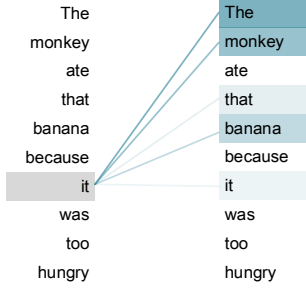 The The
monkey monkey
ate ate
that that
banana banana
because because
it it
was was
too too
hungry hungry